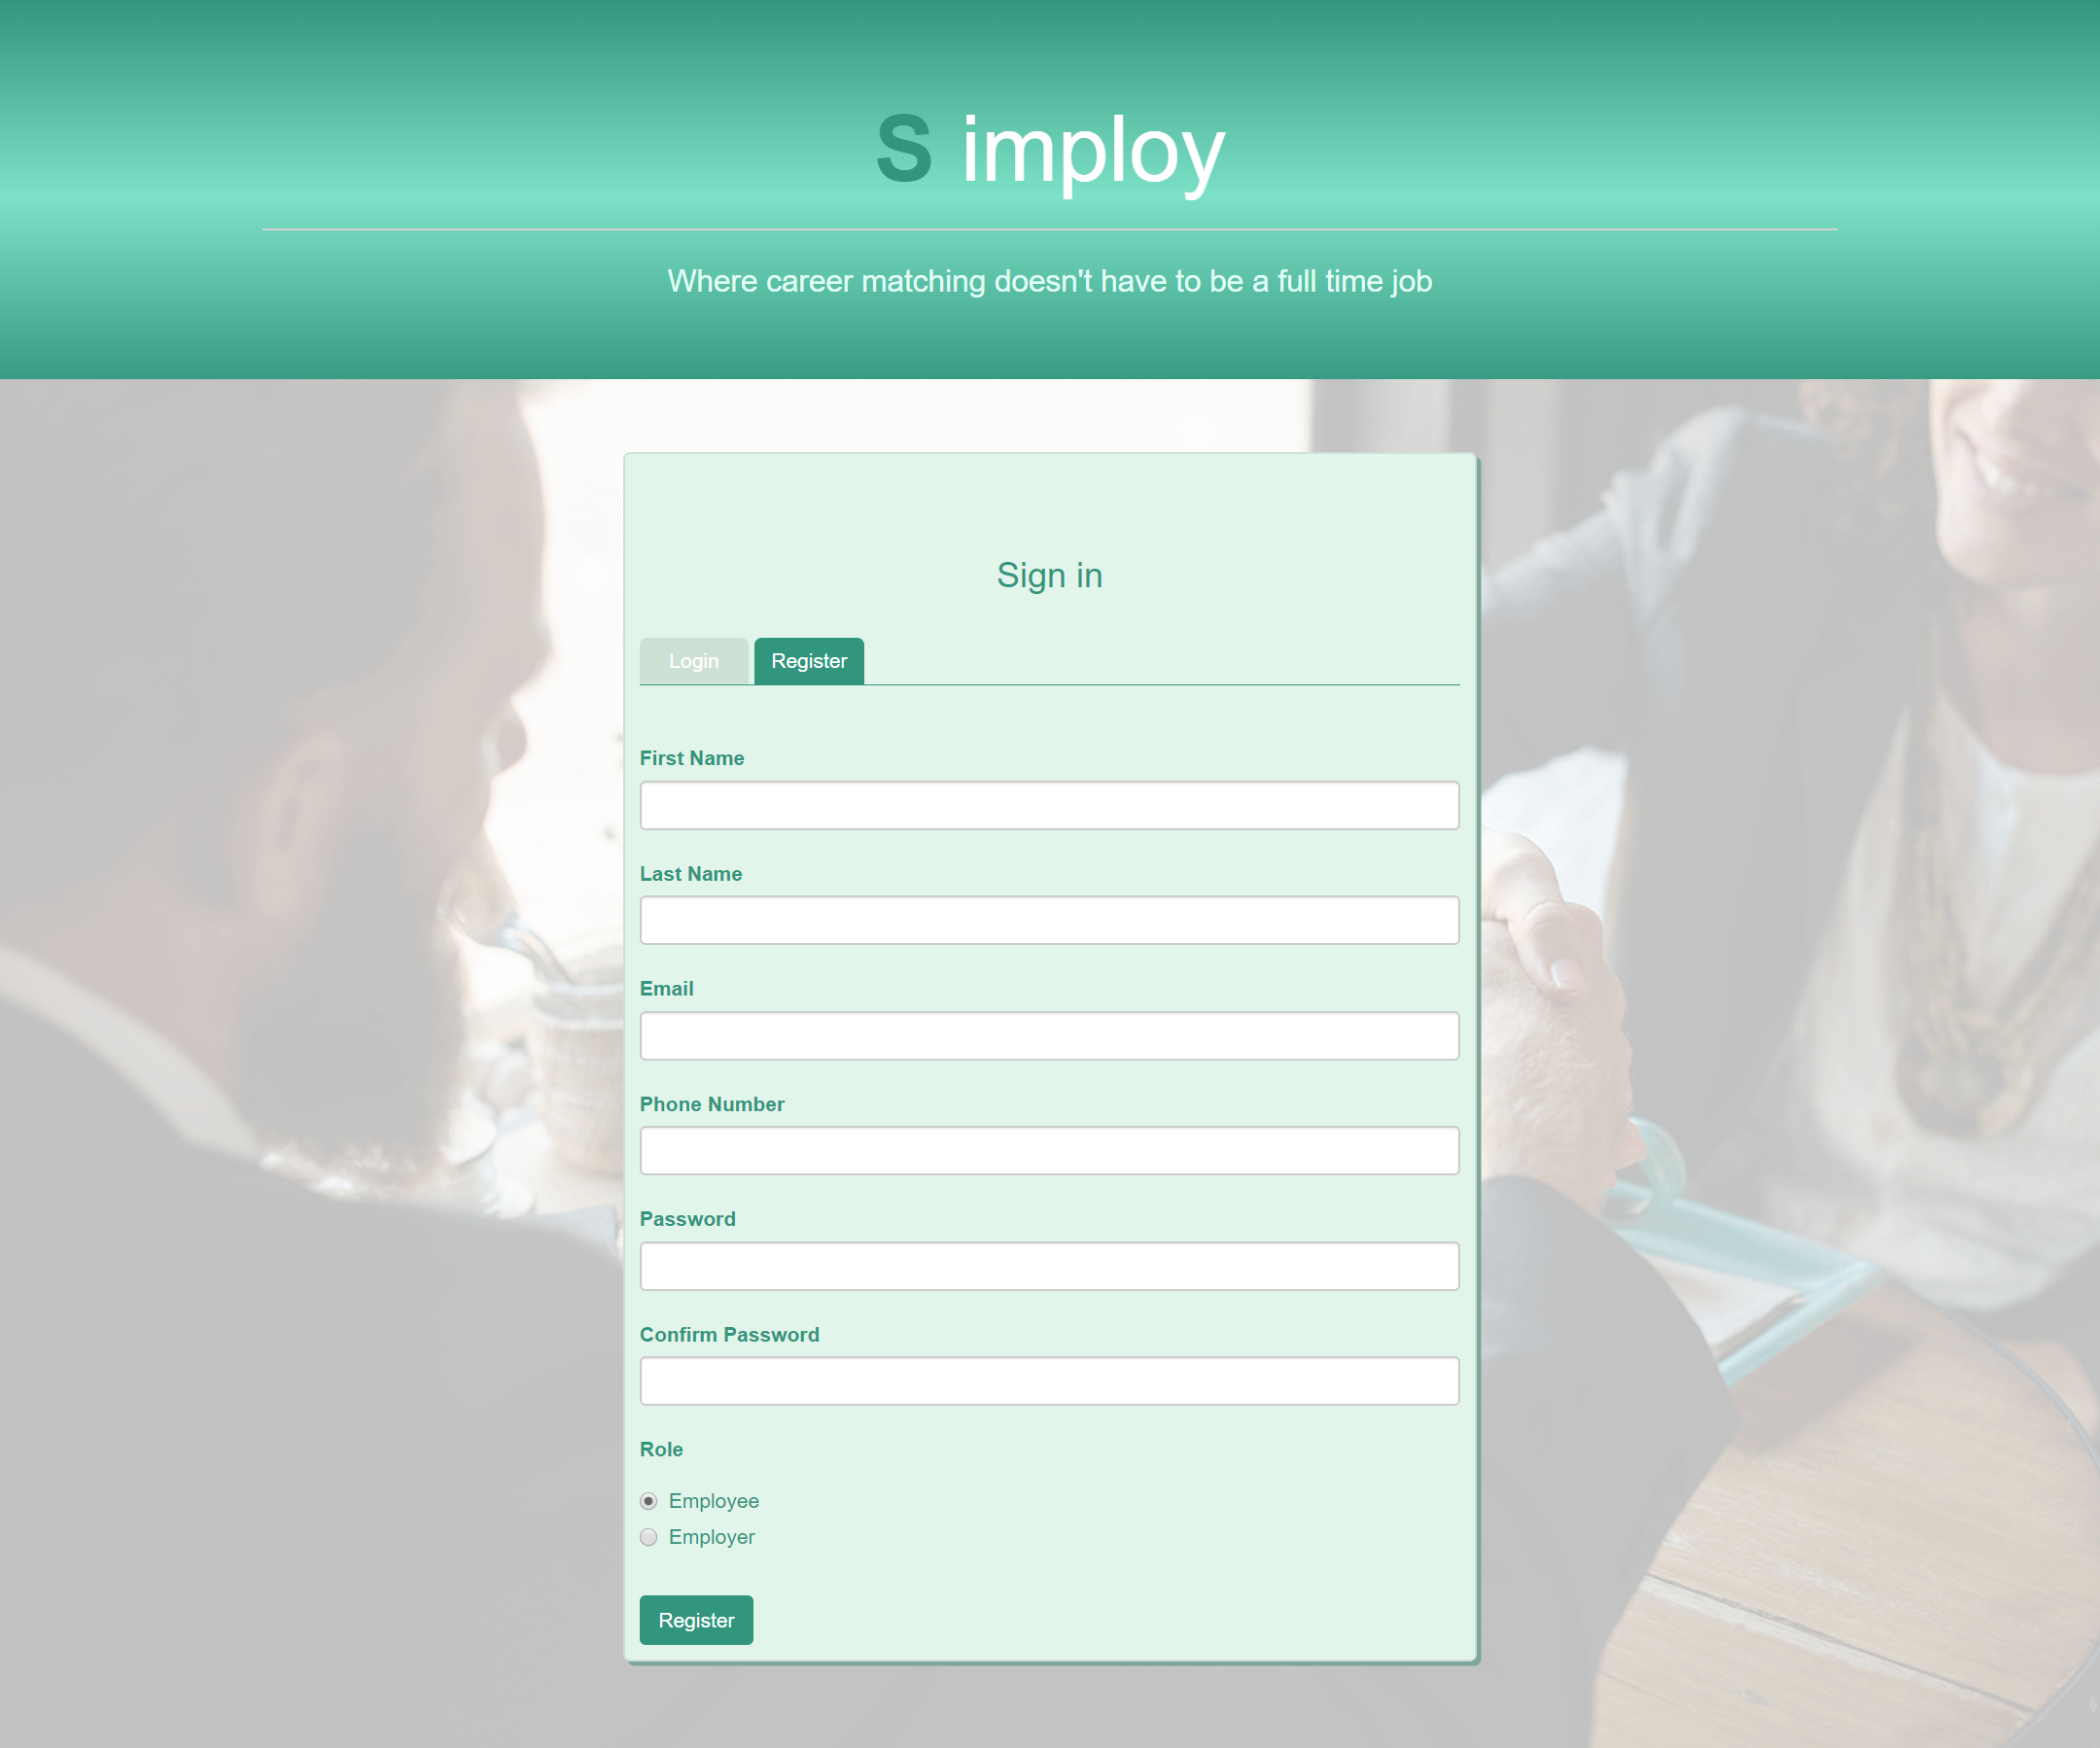 S imploy
Where career matching doesn't have to be a full time job
Sign in
Login Register
First Name
Last Name
Email
Phone Number
Password
Confirm Password
Role
Employee
Employer
Register